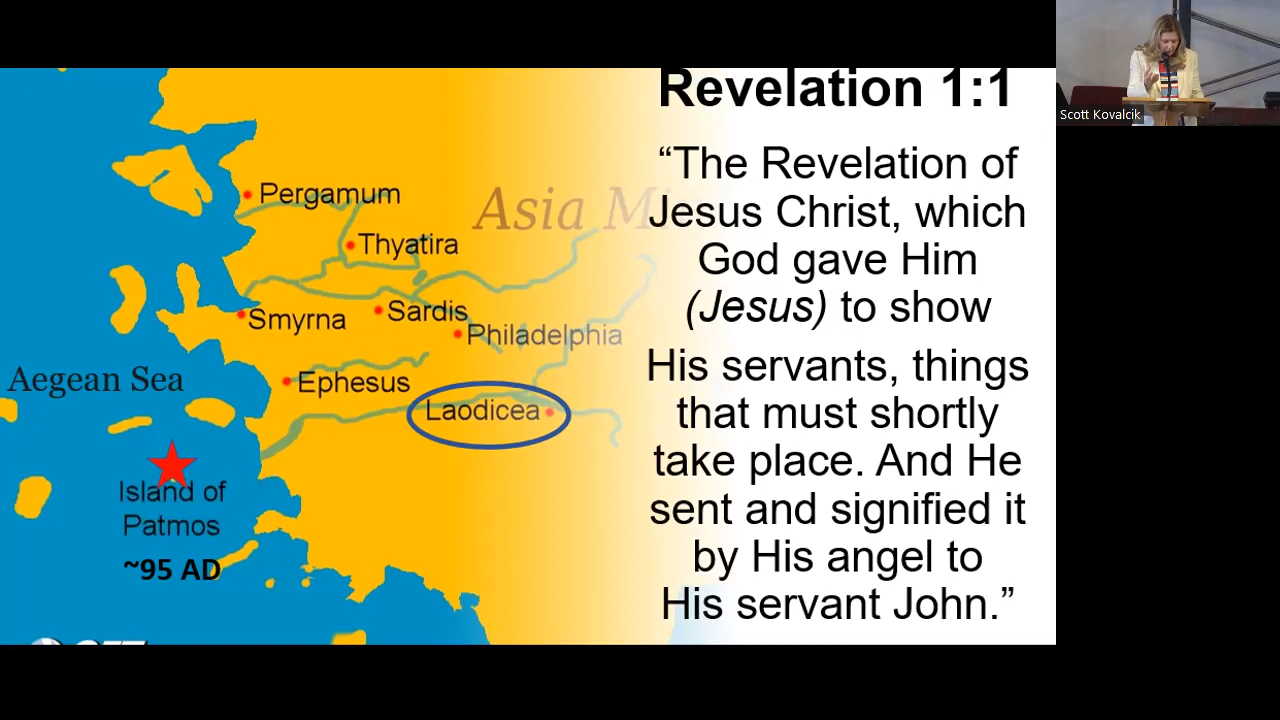 Revelation 1:1
“The Revelation of
Jesus Christ, which
God gave Him
(Jesus) to show
His servants, things
that must shortly
take place. And He
sent and signified it
by His angel to
His servant John.”
Pergamum
Asia
Thyatira
Smyrna
Sardis
Philadelphia
Aegean Sea
Ephesus
Laodicea
Island of
Patmos
~95 AD
Scott Kovalcik